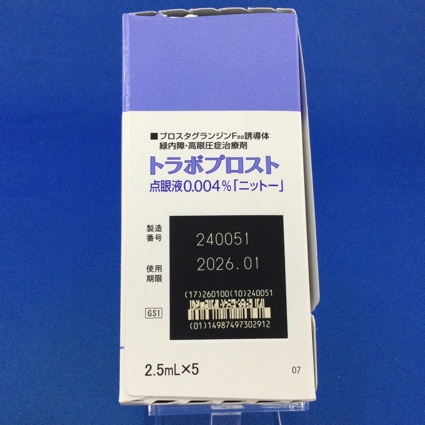 ■プロスタグランジンF2α誘導体
緑内障・高眼圧症治療剤
トラボプロスト
点眼液0.004%「ニットー」
製造
番号
240051
使用
期限
2026.01
(17)260100(10)240051
GS1
(01)14987497302912
2.5mL×5
07